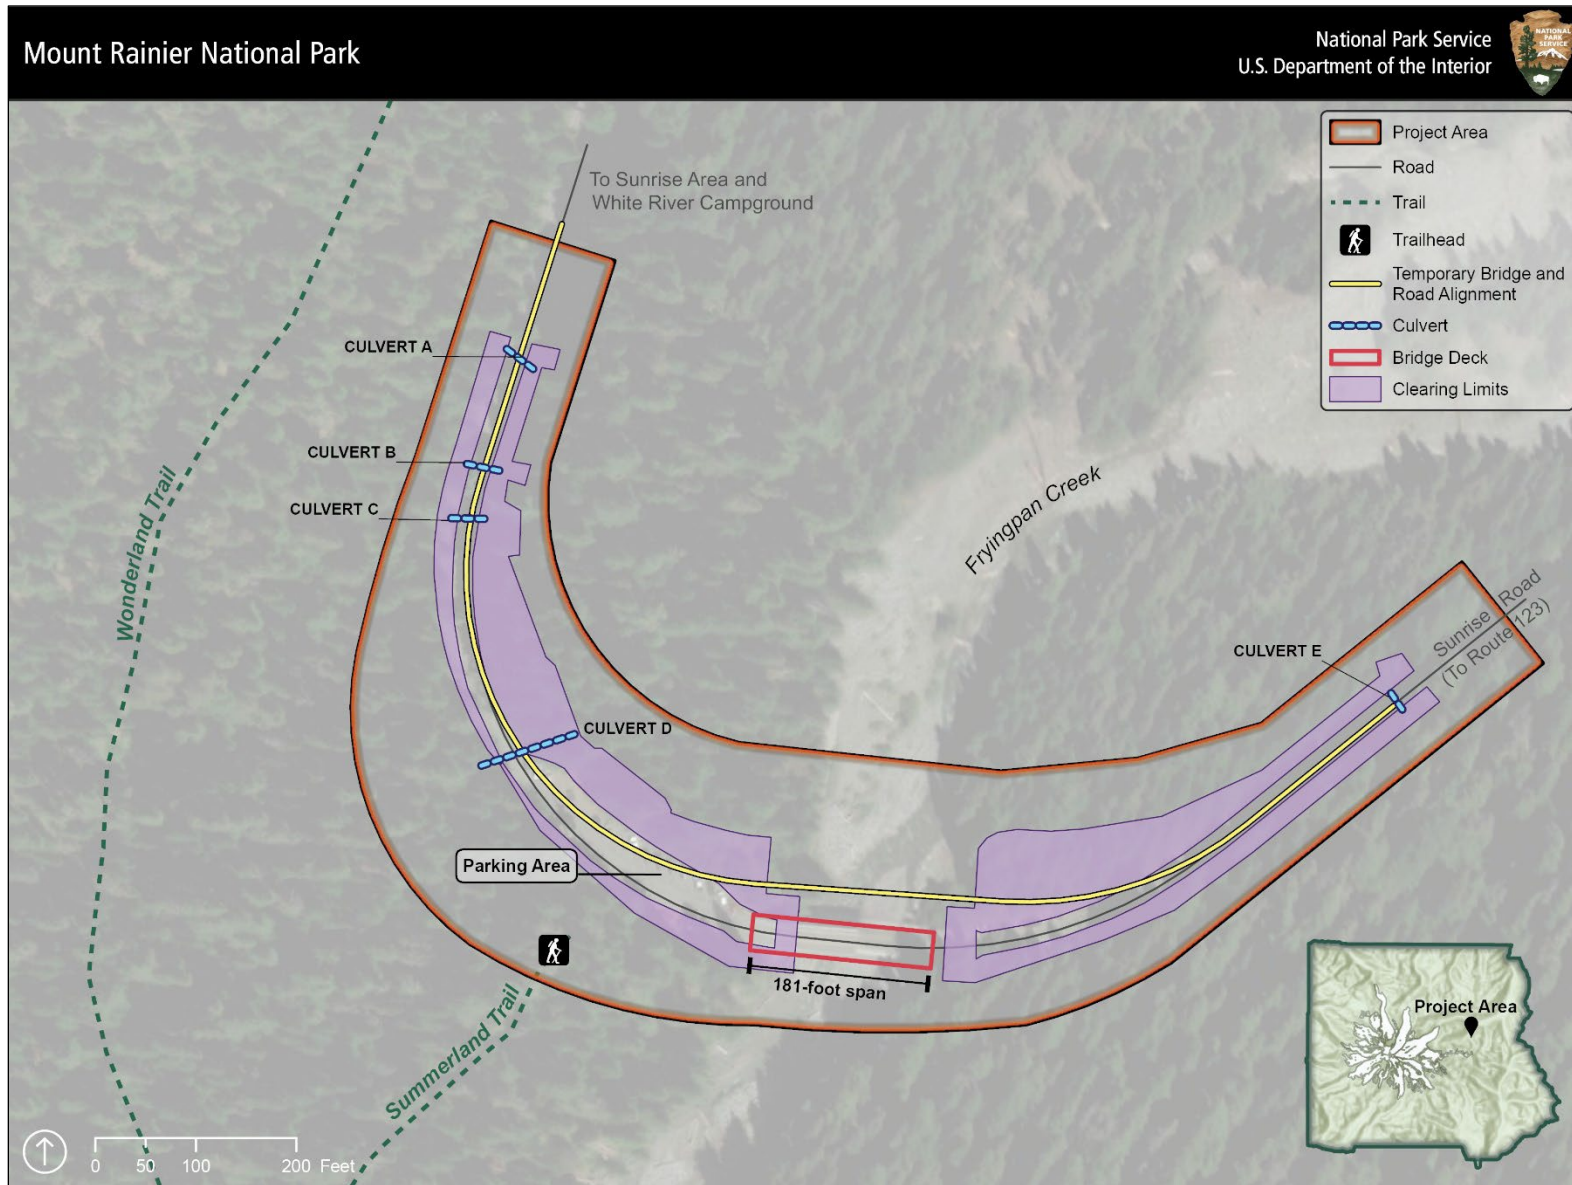 Mount Rainier National Park
National Park Service
U.S. Department of the Interior
NATIONAL
PARK
SERVICE
Project Area
Road
Trail
Trailhead
Temporary Bridge and
Road Alignment
Culvert
Bridge Deck
Clearing Limits
To Sunrise Area and
White River Campground
CULVERT A
CULVERT B
CULVERT C
Wonderland Trail
Fryingpan Creek
Sunrise Road
(To Route 123)
CULVERT E
CULVERT D
Parking Area
181-foot span
Summerland Trail
Project Area
0 50 100 200 Feet